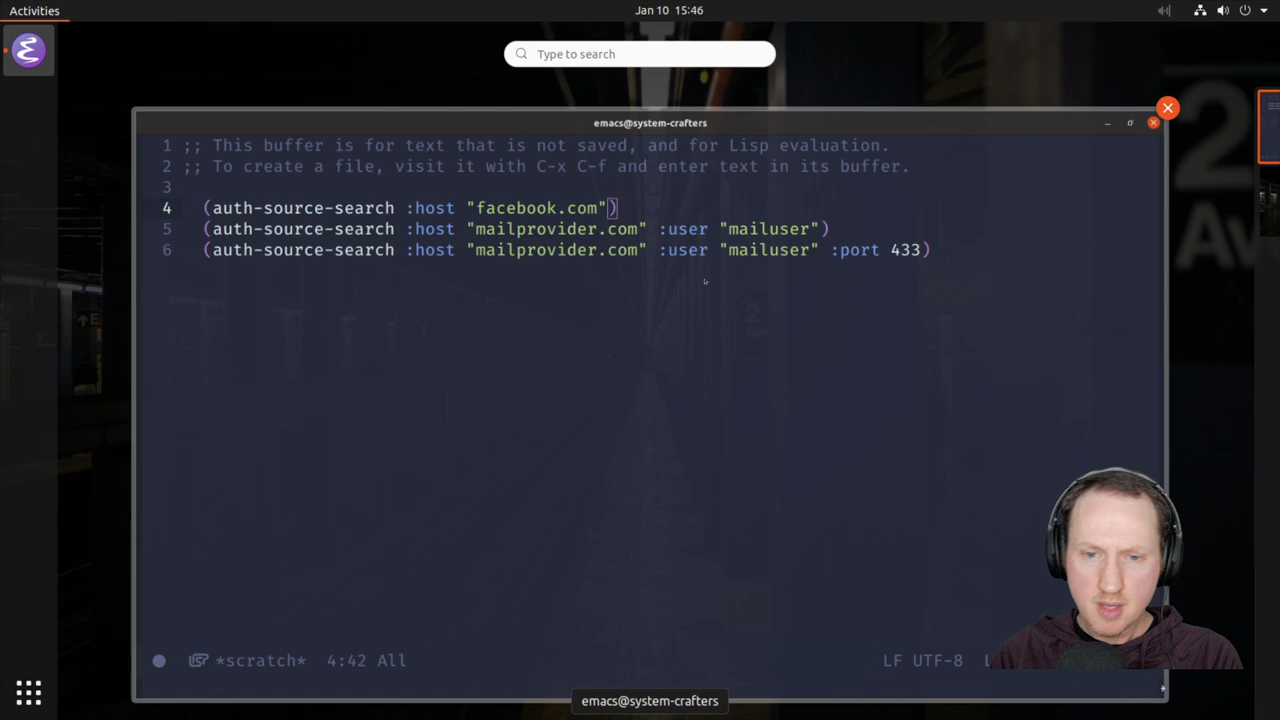 Activities
Jan 10 15:46
Type to search
emacs@system-crafters
1 ;; This buffer is for text that is not saved, and for Lisp evaluation.
2 ;; To create a file, visit it with C-x C-f and enter text in its buffer.
3
4 (auth-source-search :host "facebook.com")
5 (auth-source-search :host "mailprovider.com" :user "mailuser")
6 (auth-source-search :host "mailprovider.com" :user "mailuser" :port 433)
*scratch* 4:42 All
LF UTF-8
emacs@system-crafters
2
Av